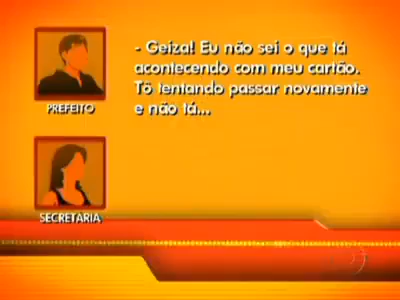 - Geiza! Eu não sei o que tá
acontecendo com meu cartão.
Tô tentando passar novamente
e não tá...
PREFEITO
SECRETÁRIA